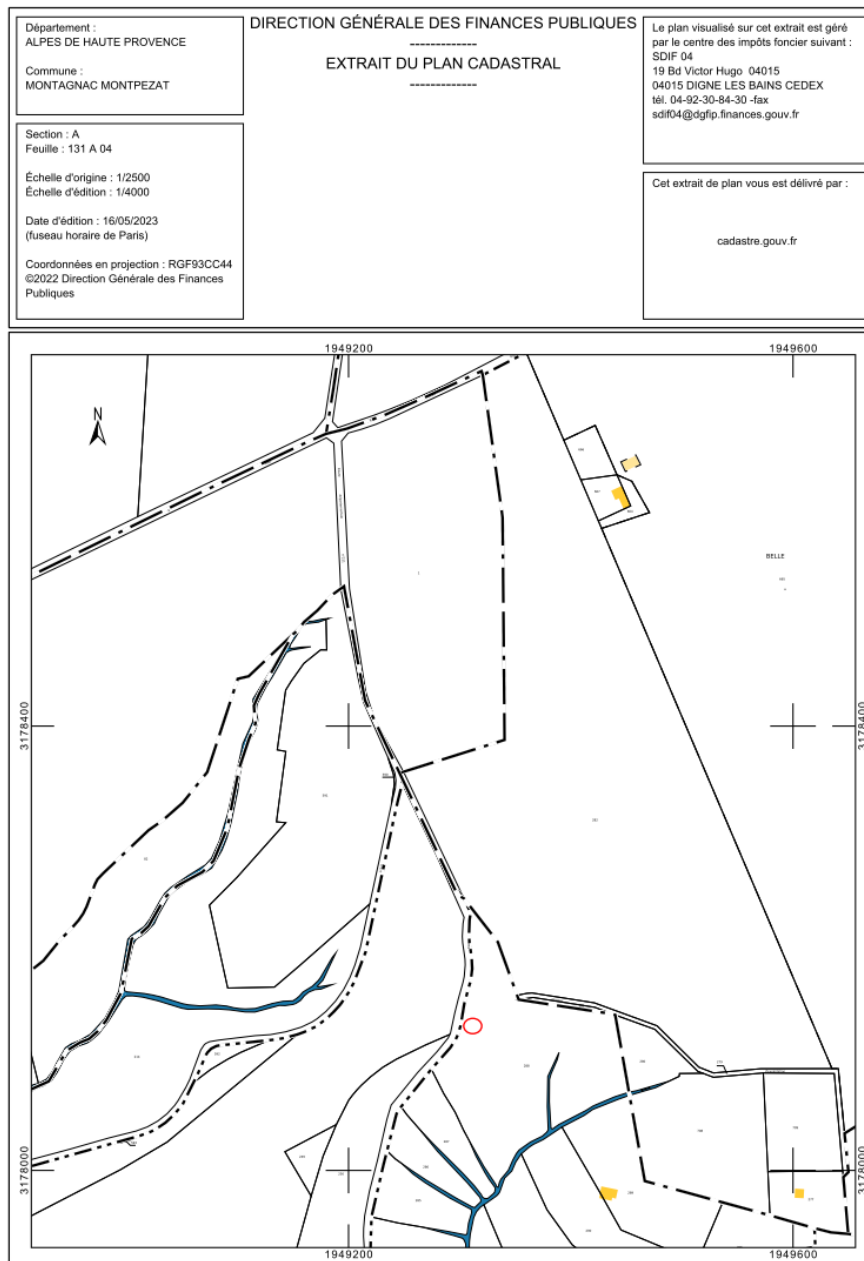 Département :
ALPES DE HAUTE PROVENCE
Commune :
MONTAGNAC MONTPEZAT
Section : A
Feuille : 131 A 04
Échelle d'origine : 1/2500
Échelle d'édition : 1/4000
Date d'édition : 16/05/2023
(fuseau horaire de Paris)
Coordonnées en projection : RGF93CC44
©2022 Direction Générale des Finances
Publiques
DIRECTION GÉNÉRALE DES FINANCES PUBLIQUES
-------------
EXTRAIT DU PLAN CADASTRAL
-------------
Le plan visualisé sur cet extrait est géré
par le centre des impôts foncier suivant :
SDIF 04
19 Bd Victor Hugo 04015
04015 DIGNE LES BAINS CEDEX
tél. 04-92-30-84-30 -fax
sdif04@dgfip.finances.gouv.fr
Cet extrait de plan vous est délivré par :
cadastre.gouv.fr
1949200
1949600
N
BELLE
3178400
3178400
3178000
3178000
1949200
1949600